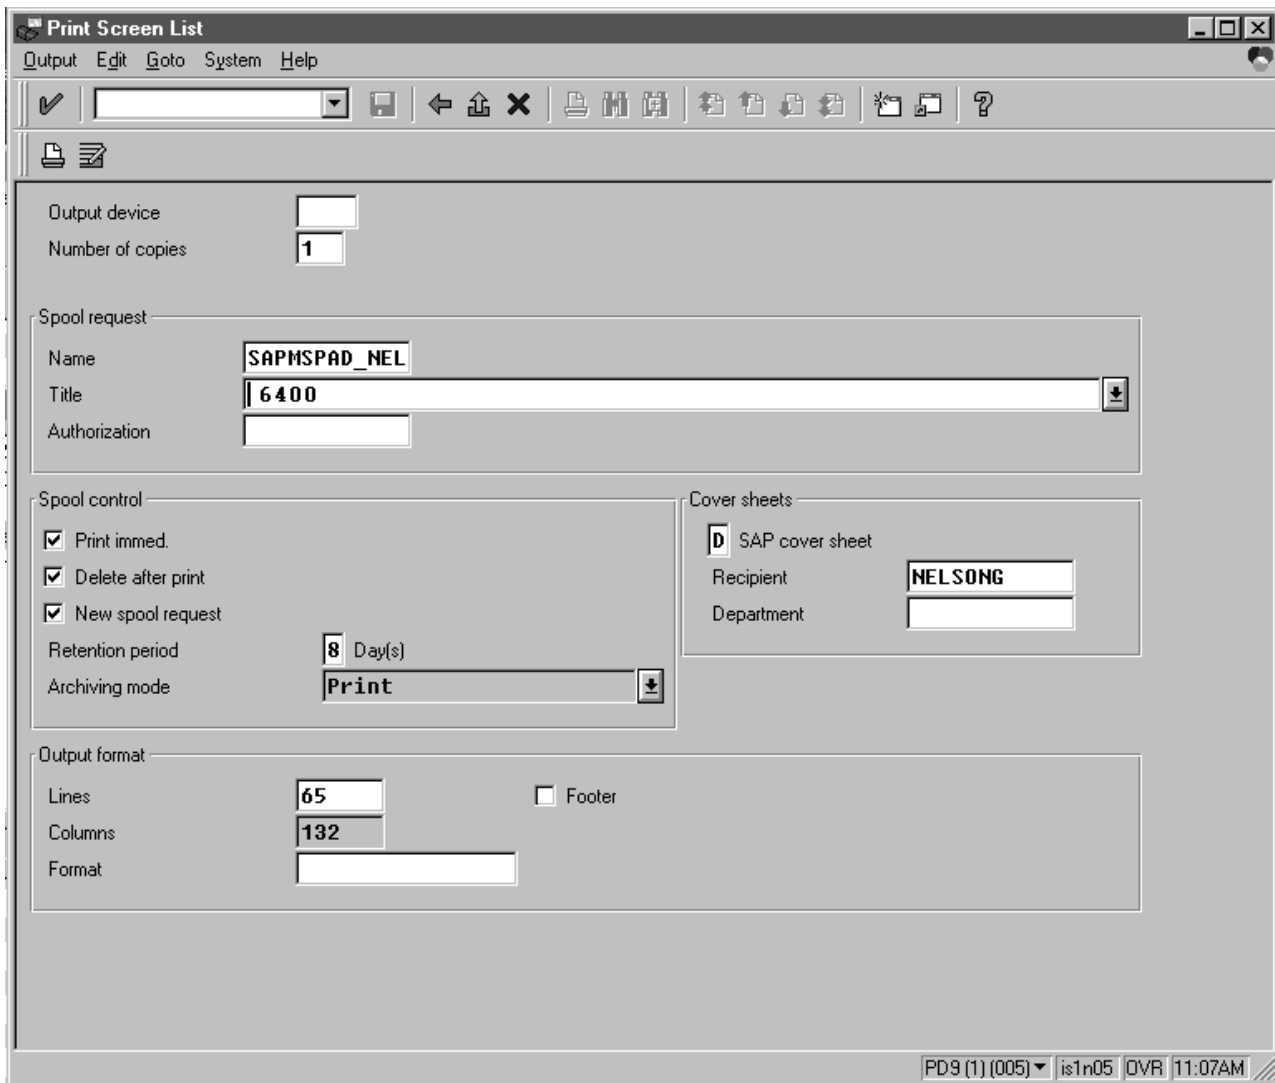 Print Screen List
Output Edit Goto System Help
Output device
Number of copies 1
Spool request
Name SAPMSPAD_NEL
Title 6400
Authorization
Spool control
Print immed.
Delete after print
New spool request
Retention period 8 Day(s)
Archiving mode Print
Cover sheets
D SAP cover sheet
Recipient NELSONG
Department
Output format
Lines 65 Footer
Columns 132
Format
PD9 (1) (005) is1n05 OVR 11:07AM